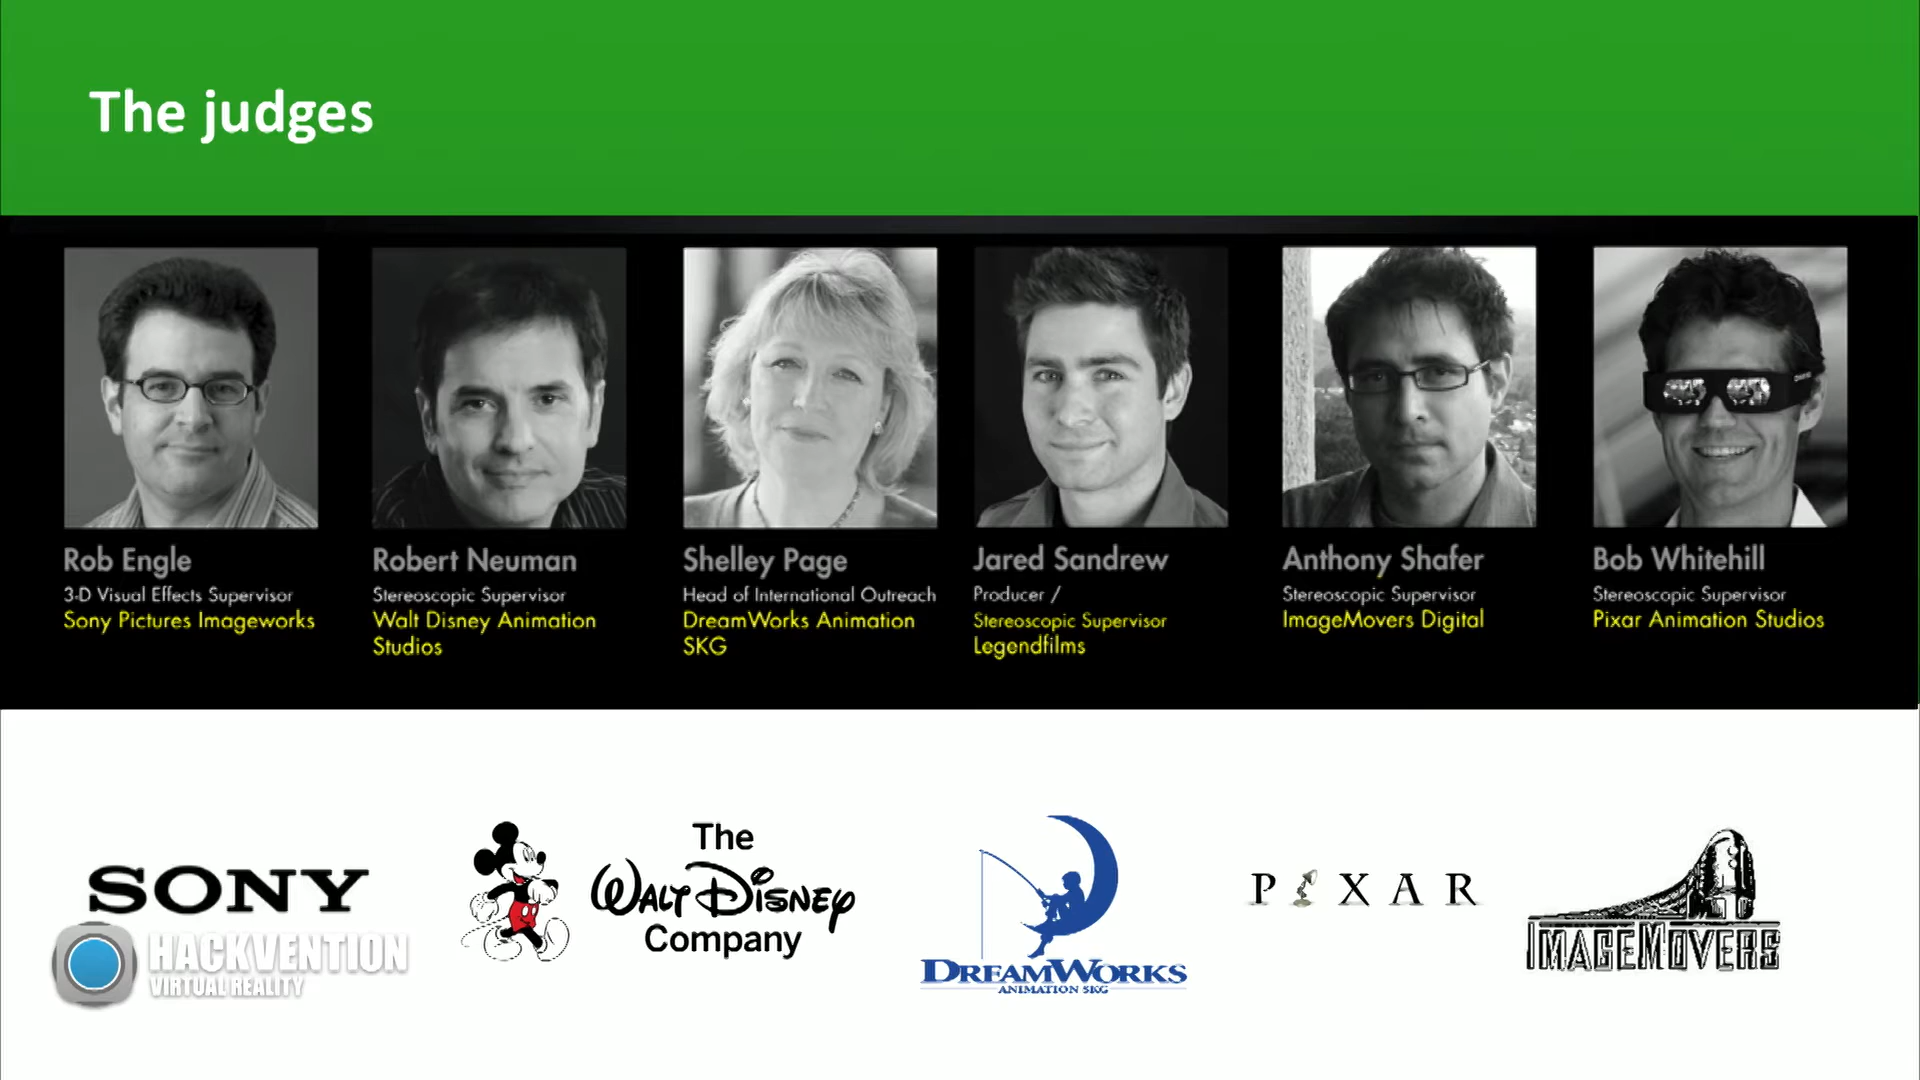 The judges
Rob Engle
3-D Visual Effects Supervisor
Sony Pictures Imageworks
Robert Neuman
Stereoscopic Supervisor
Walt Disney Animation
Studios
Shelley Page
Head of International Outreach
DreamWorks Animation
SKG
Jared Sandrew
Producer /
Stereoscopic Supervisor
Legendfilms
Anthony Shafer
Stereoscopic Supervisor
ImageMovers Digital
Bob Whitehill
Stereoscopic Supervisor
Pixar Animation Studios
SONY
HACKVENTION
VIRTUAL REALITY
The
WALT DISNEY
Company
DREAMWORKS
ANIMATION SKG
PIXAR
IMAGEMOVERS